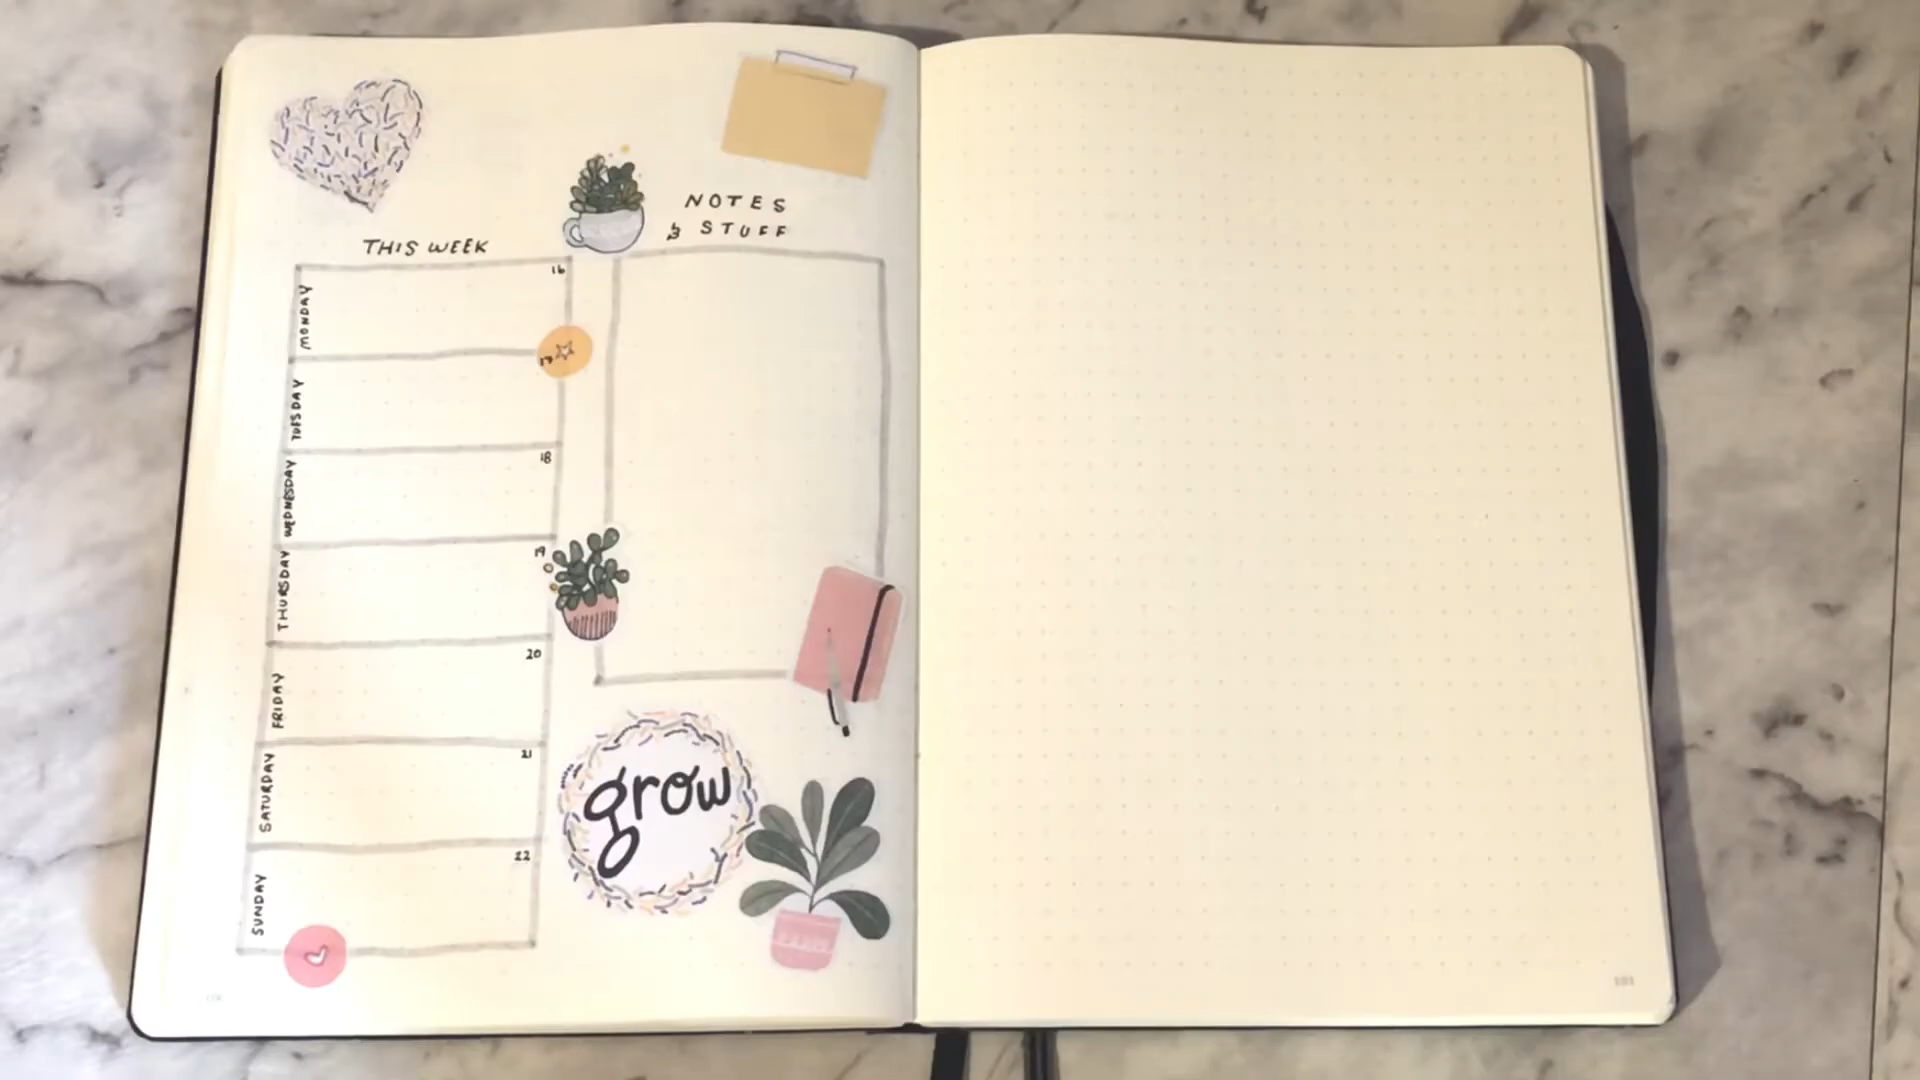 THIS WEEK
NOTES
& STUFF
MONDAY 16
TUESDAY 17
WEDNESDAY 18
THURSDAY 19
FRIDAY 20
SATURDAY 21
SUNDAY 22
grow